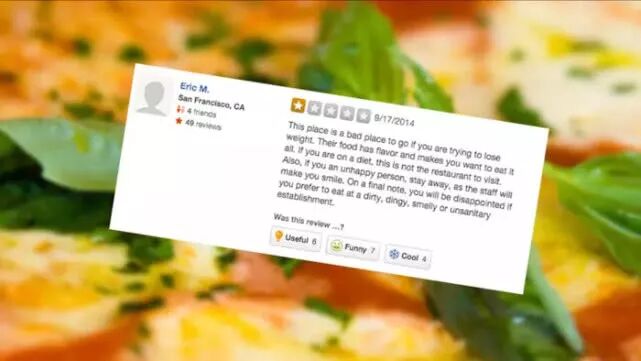 Eric M.
San Francisco, CA
4 friends
49 reviews
9/17/2014
This place is a bad place to go if you are trying to lose
weight. Their food has flavor and makes you want to eat it
all. If you are on a diet, this is not the restaurant to visit.
Also, if you an unhappy person, stay away, as the staff will
make you smile. On a final note, you will be disappointed if
you prefer to eat at a dirty, dingy, smelly or unsanitary
establishment.
Was this review ...?
Useful 6 Funny 7 Cool 4